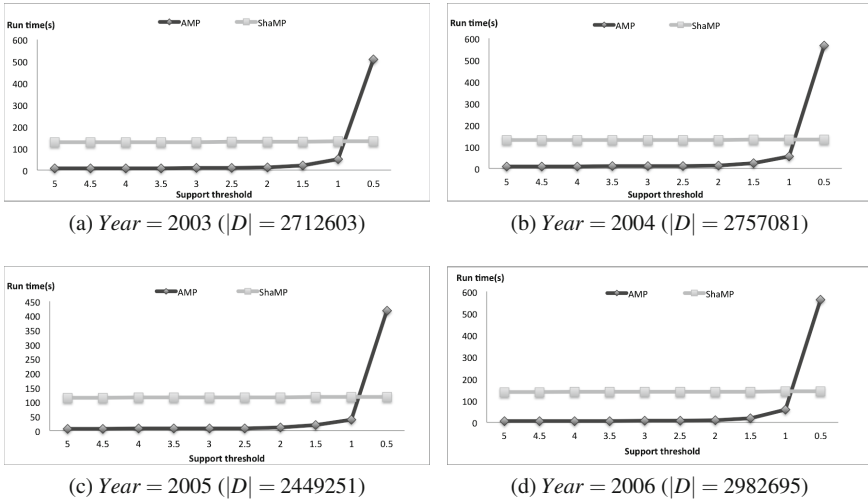 Run time(s)
AMP ShaMP
600
500
400
300
200
100
0
5 4.5 4 3.5 3 2.5 2 1.5 1 0.5
Support threshold
(a) Year = 2003 (|D| = 2712603)
Run time(s)
AMP ShaMP
600
500
400
300
200
100
0
5 4.5 4 3.5 3 2.5 2 1.5 1 0.5
Support threshold
(b) Year = 2004 (|D| = 2757081)
Run time(s)
AMP ShaMP
450
400
350
300
250
200
150
100
50
0
5 4.5 4 3.5 3 2.5 2 1.5 1 0.5
Support threshold
(c) Year = 2005 (|D| = 2449251)
Run time(s)
AMP ShaMP
600
500
400
300
200
100
0
5 4.5 4 3.5 3 2.5 2 1.5 1 0.5
Support threshold
(d) Year = 2006 (|D| = 2982695)